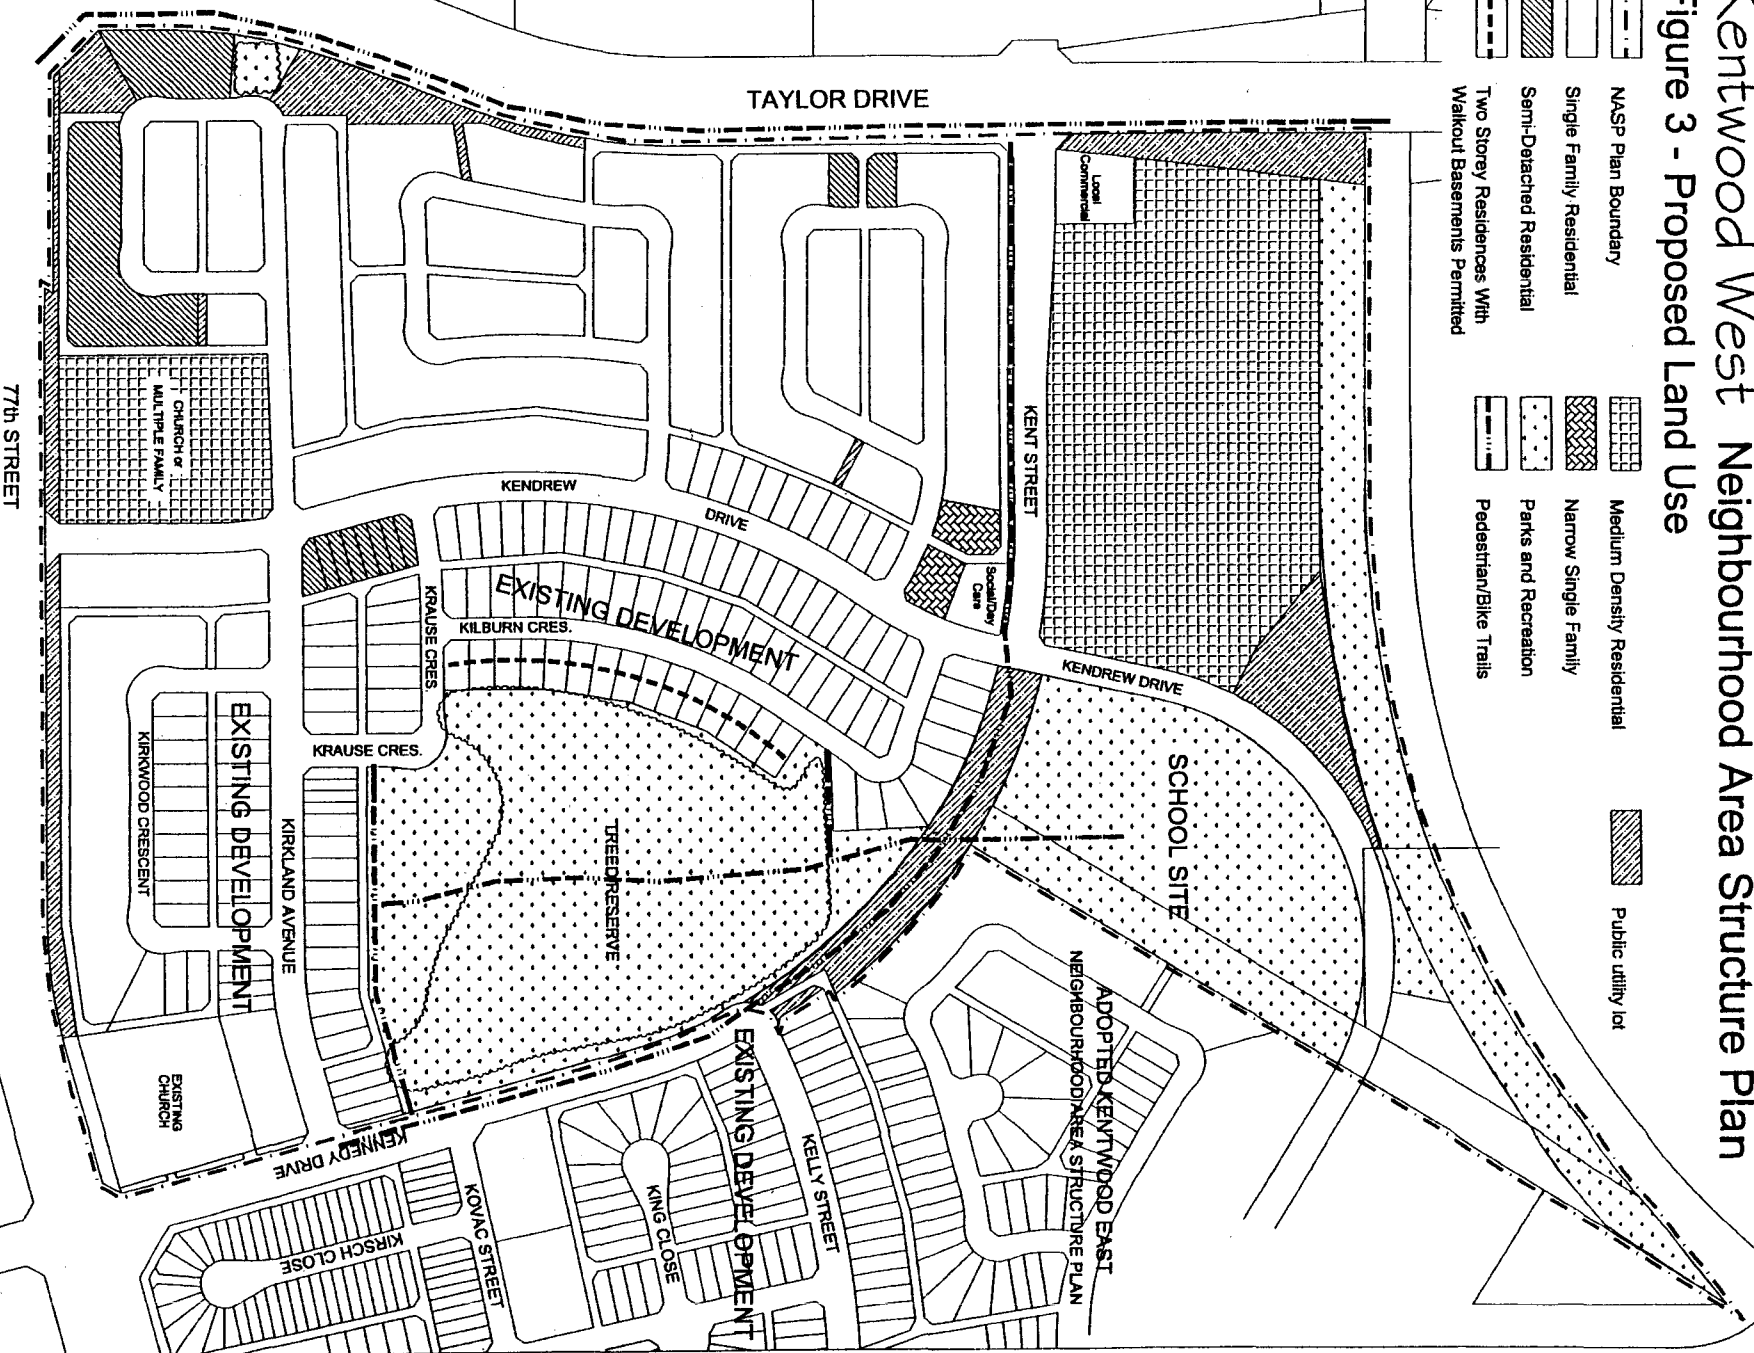 Kentwood West Neighbourhood Area Structure Plan
Figure 3 - Proposed Land Use
NASP Plan Boundary
Single Family Residential
Semi-Detached Residential
Two Storey Residences With
Walkout Basements Permitted
Medium Density Residential
Narrow Single Family
Parks and Recreation
Pedestrian/Bike Trails
Public utility lot
TAYLOR DRIVE
Local
Commercial
KENT STREET
Social/Day
Care
KENDREW DRIVE
SCHOOL SITE
KENDREW
DRIVE
EXISTING DEVELOPMENT
KILBURN CRES.
KRAUSE CRES.
KRAUSE CRES.
TREED RESERVE
CHURCH or
MULTIPLE FAMILY
77th STREET
KIRKWOOD CRESCENT
EXISTING DEVELOPMENT
KIRKLAND AVENUE
EXISTING
CHURCH
KENNEDY DRIVE
ADOPTED KENTWOOD EAST
NEIGHBOURHOOD AREA STRUCTURE PLAN
EXISTING DEVELOPMENT
KELLY STREET
KING CLOSE
KOVAC STREET
KIRSCH CLOSE